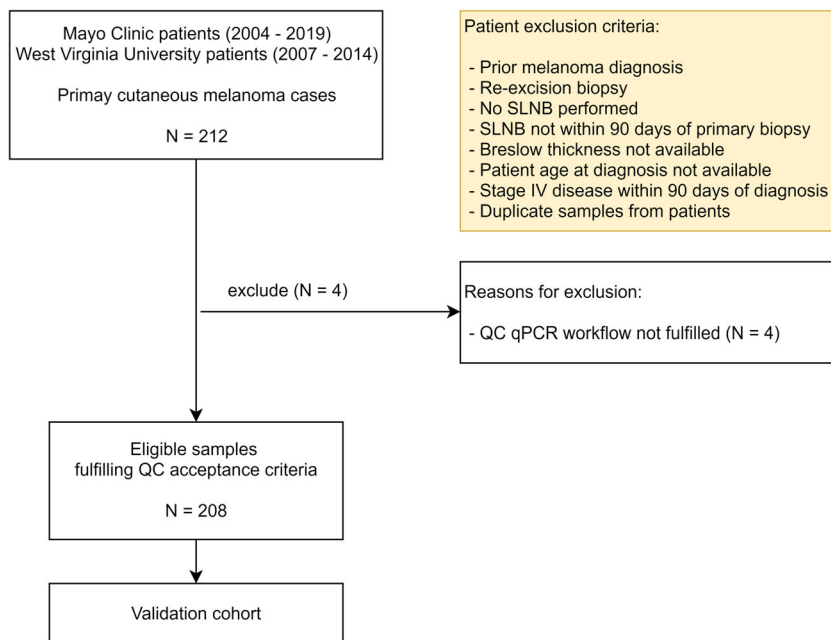 Mayo Clinic patients (2004 - 2019)
West Virginia University patients (2007 - 2014)
Primay cutaneous melanoma cases
N = 212
Patient exclusion criteria:
- Prior melanoma diagnosis
- Re-excision biopsy
- No SLNB performed
- SLNB not within 90 days of primary biopsy
- Breslow thickness not available
- Patient age at diagnosis not available
- Stage IV disease within 90 days of diagnosis
- Duplicate samples from patients
exclude (N = 4)
Reasons for exclusion:
- QC qPCR workflow not fulfilled (N = 4)
Eligible samples
fulfilling QC acceptance criteria
N = 208
Validation cohort